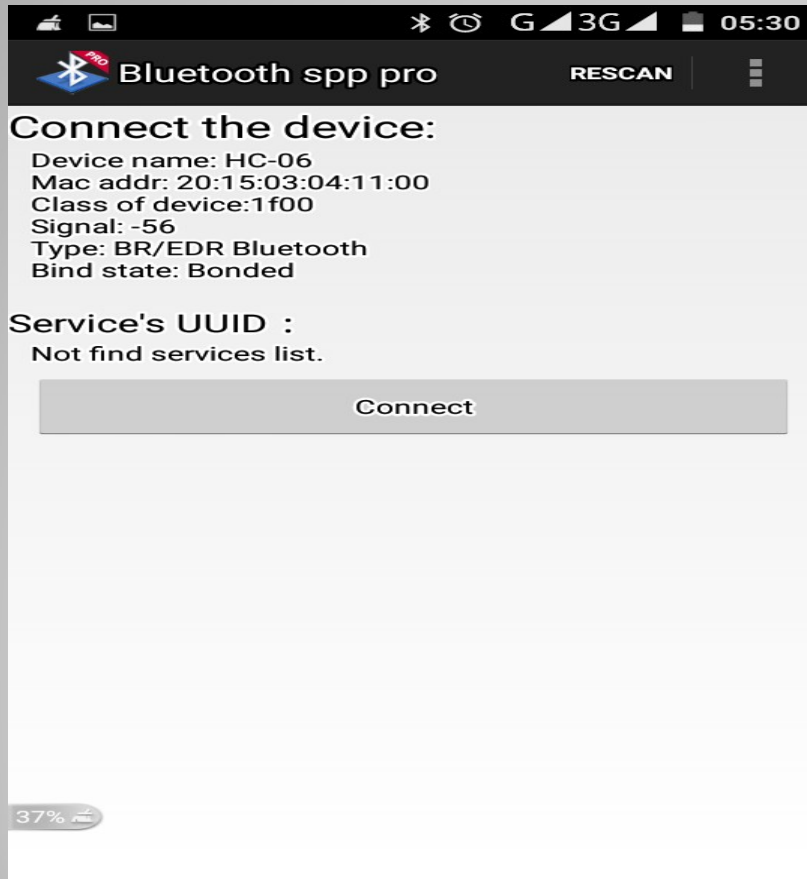 G 3G 05:30
PRO
Bluetooth spp pro RESCAN
Connect the device:
Device name: HC-06
Mac addr: 20:15:03:04:11:00
Class of device:1f00
Signal: -56
Type: BR/EDR Bluetooth
Bind state: Bonded
Service's UUID :
Not find services list.
Connect
37%